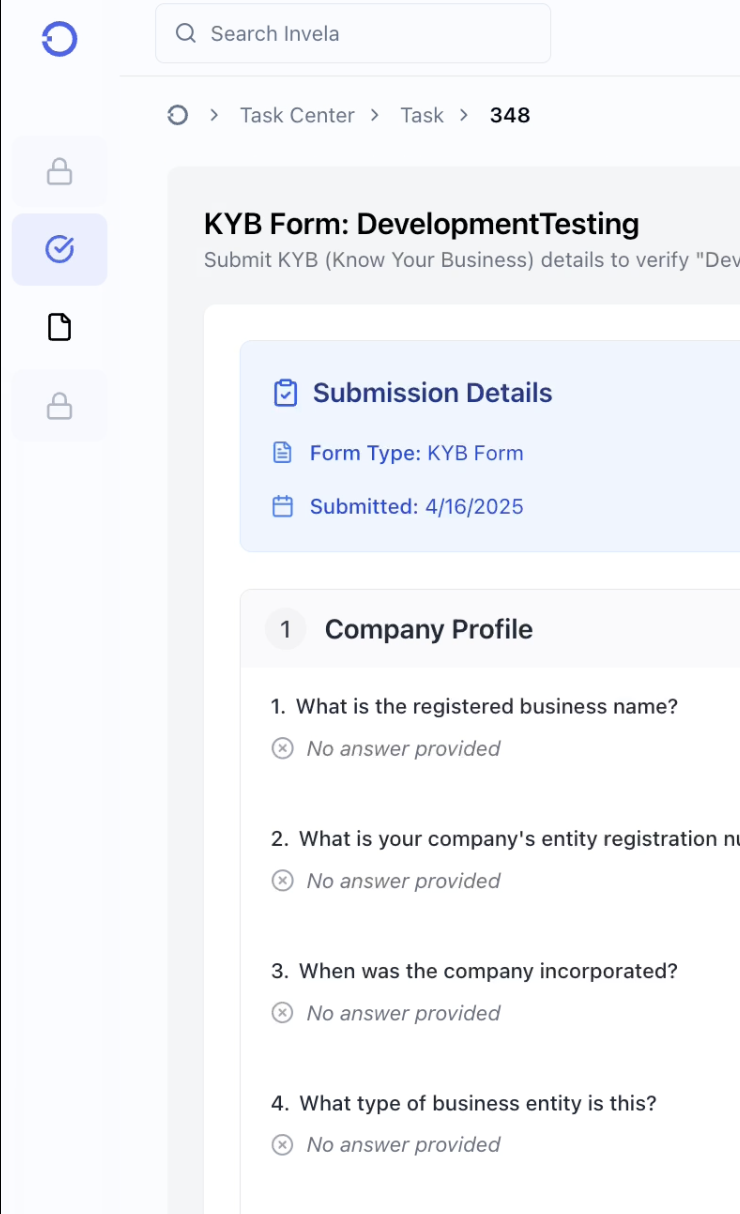 Search Invela
Task Center > Task > 348
KYB Form: DevelopmentTesting
Submit KYB (Know Your Business) details to verify "Dev
Submission Details
Form Type: KYB Form
Submitted: 4/16/2025
1 Company Profile
1. What is the registered business name?
No answer provided
2. What is your company's entity registration
No answer provided
3. When was the company incorporated?
No answer provided
4. What type of business entity is this?
No answer provided